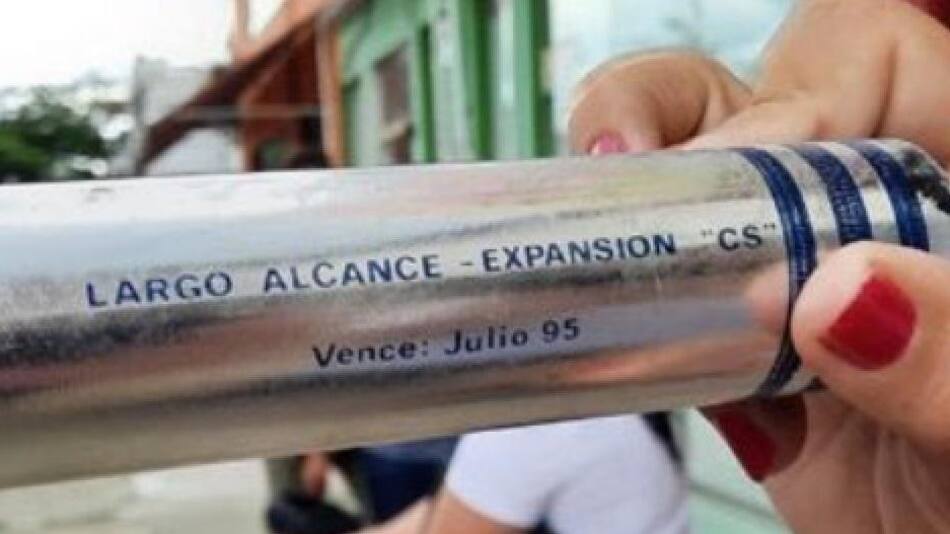 LARGO ALCANCE - EXPANSION "CS"
Vence: Julio 95